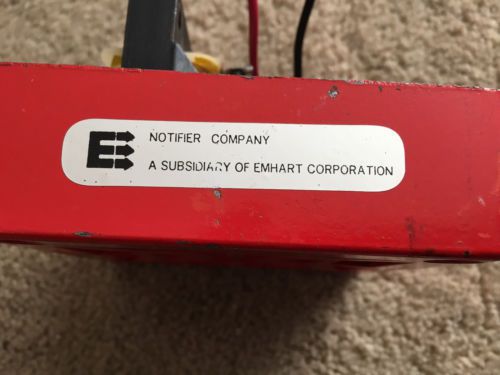 E
NOTIFIER COMPANY
A SUBSIDIARY OF EMHART CORPORATION